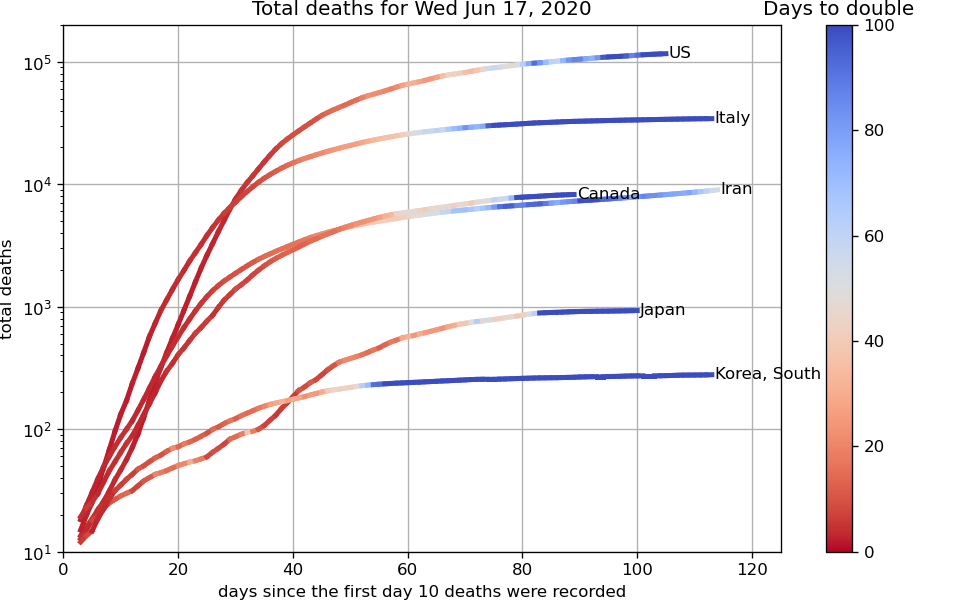 Total deaths for Wed Jun 17, 2020
Days to double
total deaths
10^5
10^4
10^3
10^2
10^1
US
Italy
Iran
Canada
Japan
Korea, South
100
80
60
40
20
0
0 20 40 60 80 100 120
days since the first day 10 deaths were recorded